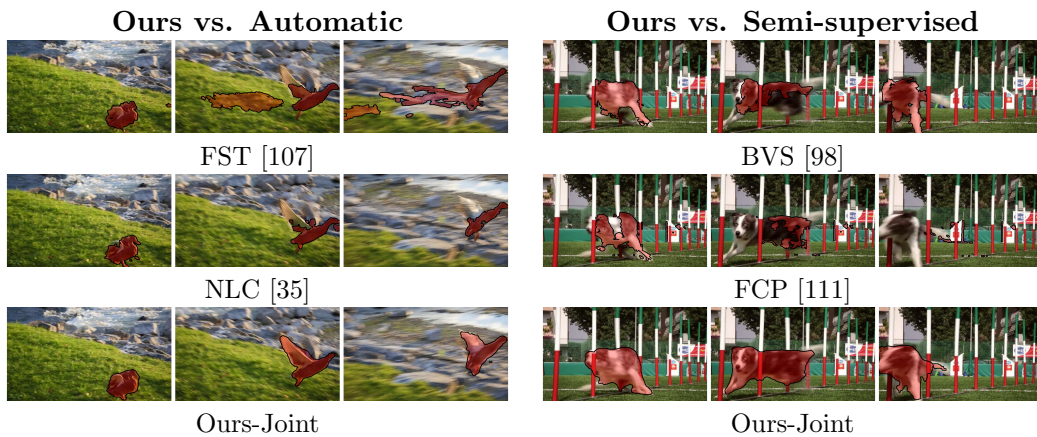 Ours vs. Automatic
FST [107]
NLC [35]
Ours-Joint
Ours vs. Semi-supervised
BVS [98]
FCP [111]
Ours-Joint